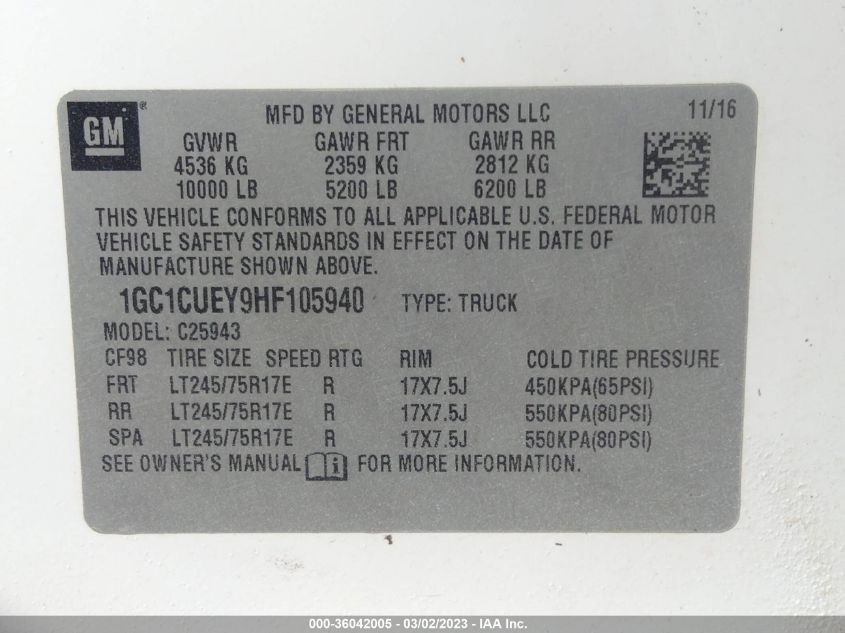 GM ®
MFD BY GENERAL MOTORS LLC 11/16
GVWR GAWR FRT GAWR RR
4536 KG 2359 KG 2812 KG
10000 LB 5200 LB 6200 LB
THIS VEHICLE CONFORMS TO ALL APPLICABLE U.S. FEDERAL MOTOR
VEHICLE SAFETY STANDARDS IN EFFECT ON THE DATE OF
MANUFACTURE SHOWN ABOVE.
1GC1CUEY9HF105940 TYPE: TRUCK
MODEL: C25943
CF98 TIRE SIZE SPEED RTG RIM COLD TIRE PRESSURE
FRT LT245/75R17E R 17X7.5J 450KPA(65PSI)
RR LT245/75R17E R 17X7.5J 550KPA(80PSI)
SPA LT245/75R17E R 17X7.5J 550KPA(80PSI)
SEE OWNER'S MANUAL i FOR MORE INFORMATION.
000-36042005 - 03/02/2023 - IAA Inc.